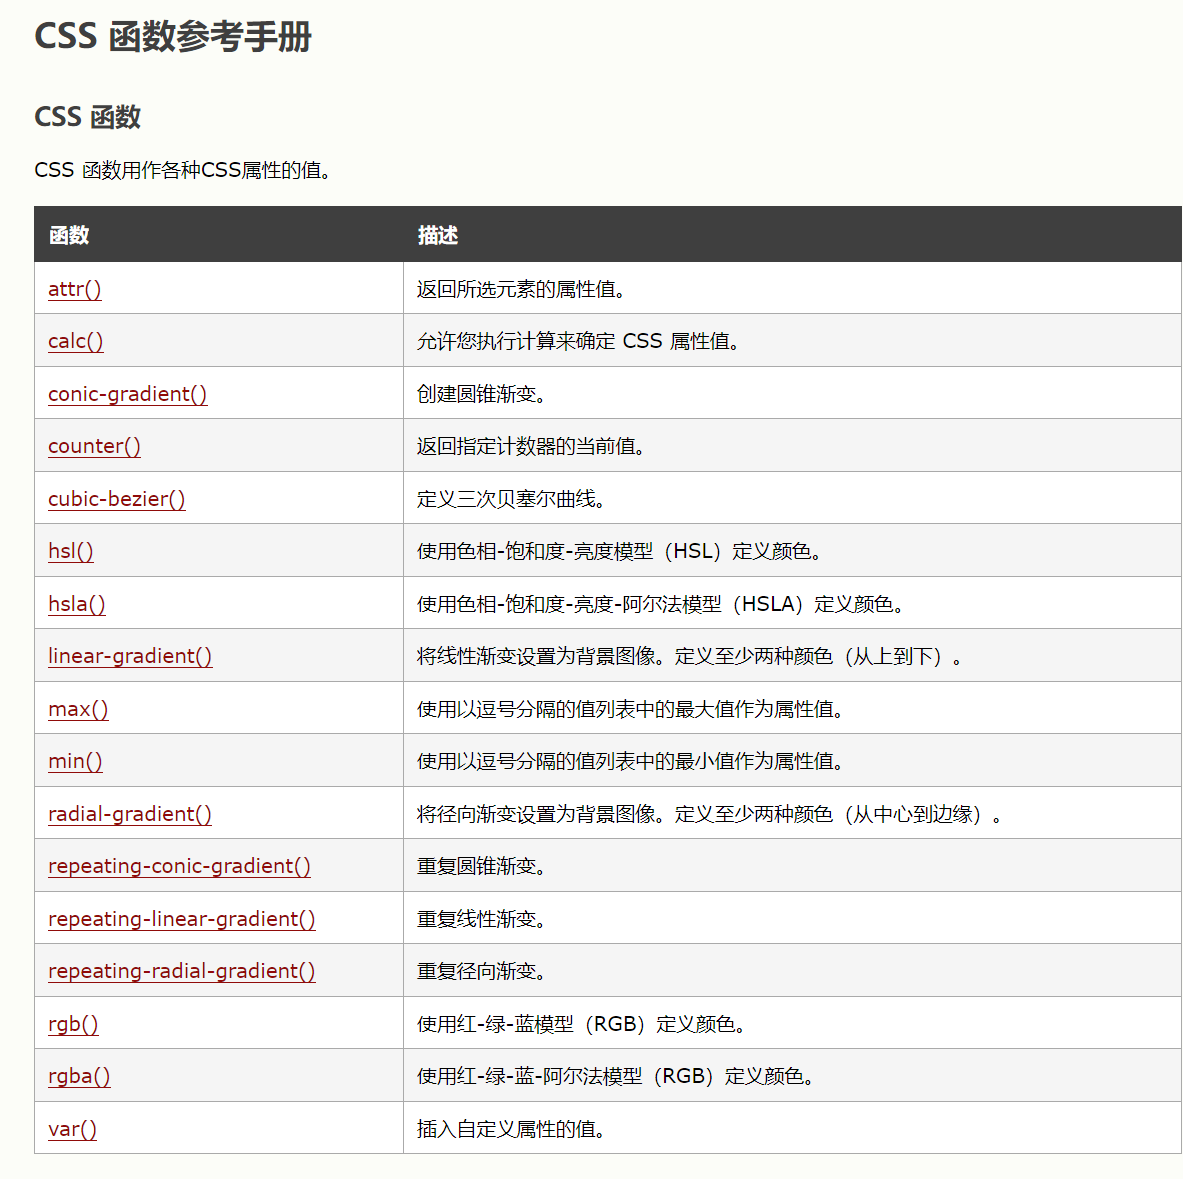 CSS 函数参考手册
CSS 函数
CSS 函数用作各种CSS属性的值。
函数 描述
attr() 返回所选元素的属性值。
calc() 允许您执行计算来确定 CSS 属性值。
conic-gradient() 创建圆锥渐变。
counter() 返回指定计数器的当前值。
cubic-bezier() 定义三次贝塞尔曲线。
hsl() 使用色相-饱和度-亮度模型（HSL）定义颜色。
hsla() 使用色相-饱和度-亮度-阿尔法模型（HSLA）定义颜色。
linear-gradient() 将线性渐变设置为背景图像。定义至少两种颜色（从上到下）。
max() 使用以逗号分隔的值列表中的最大值作为属性值。
min() 使用以逗号分隔的值列表中的最小值作为属性值。
radial-gradient() 将径向渐变设置为背景图像。定义至少两种颜色（从中心到边缘）。
repeating-conic-gradient() 重复圆锥渐变。
repeating-linear-gradient() 重复线性渐变。
repeating-radial-gradient() 重复径向渐变。
rgb() 使用红-绿-蓝模型（RGB）定义颜色。
rgba() 使用红-绿-蓝-阿尔法模型（RGB）定义颜色。
var() 插入自定义属性的值。